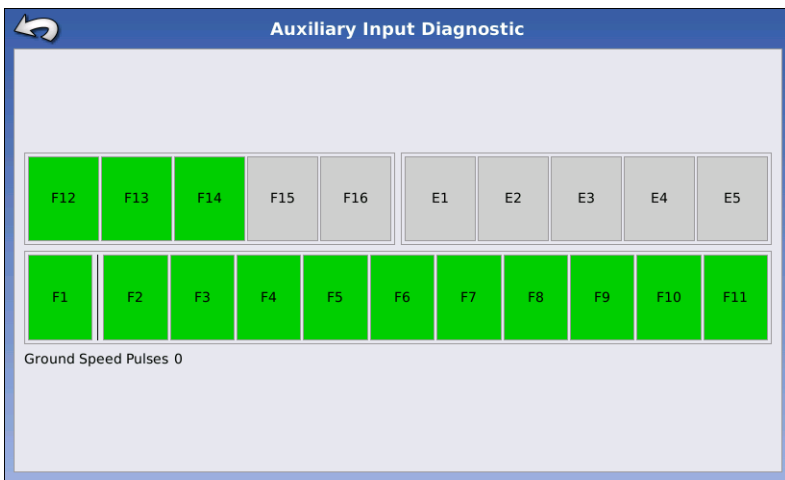 Auxiliary Input Diagnostic
F12 F13 F14 F15 F16 E1 E2 E3 E4 E5
F1 F2 F3 F4 F5 F6 F7 F8 F9 F10 F11
Ground Speed Pulses 0